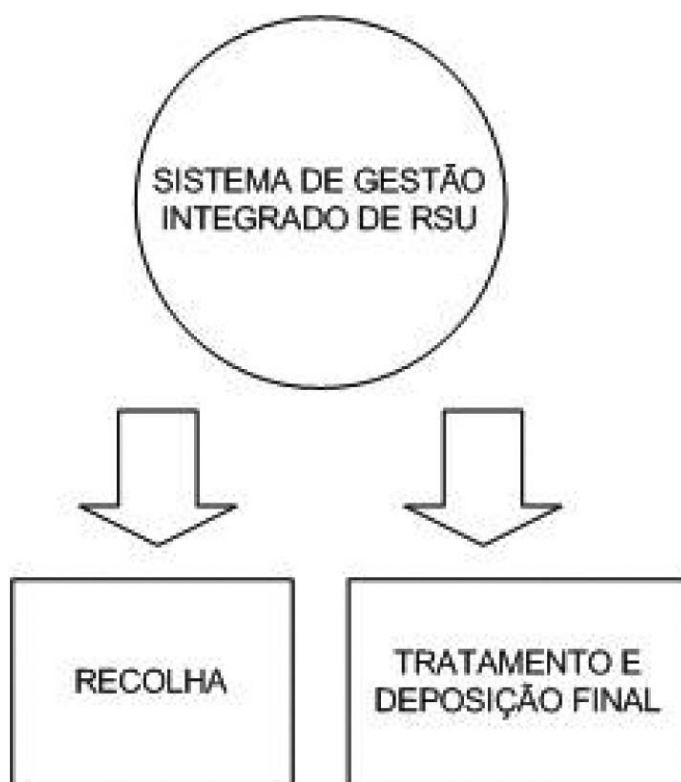 SISTEMA DE GESTÃO
INTEGRADO DE RSU
RECOLHA
TRATAMENTO E
DEPOSIÇÃO FINAL